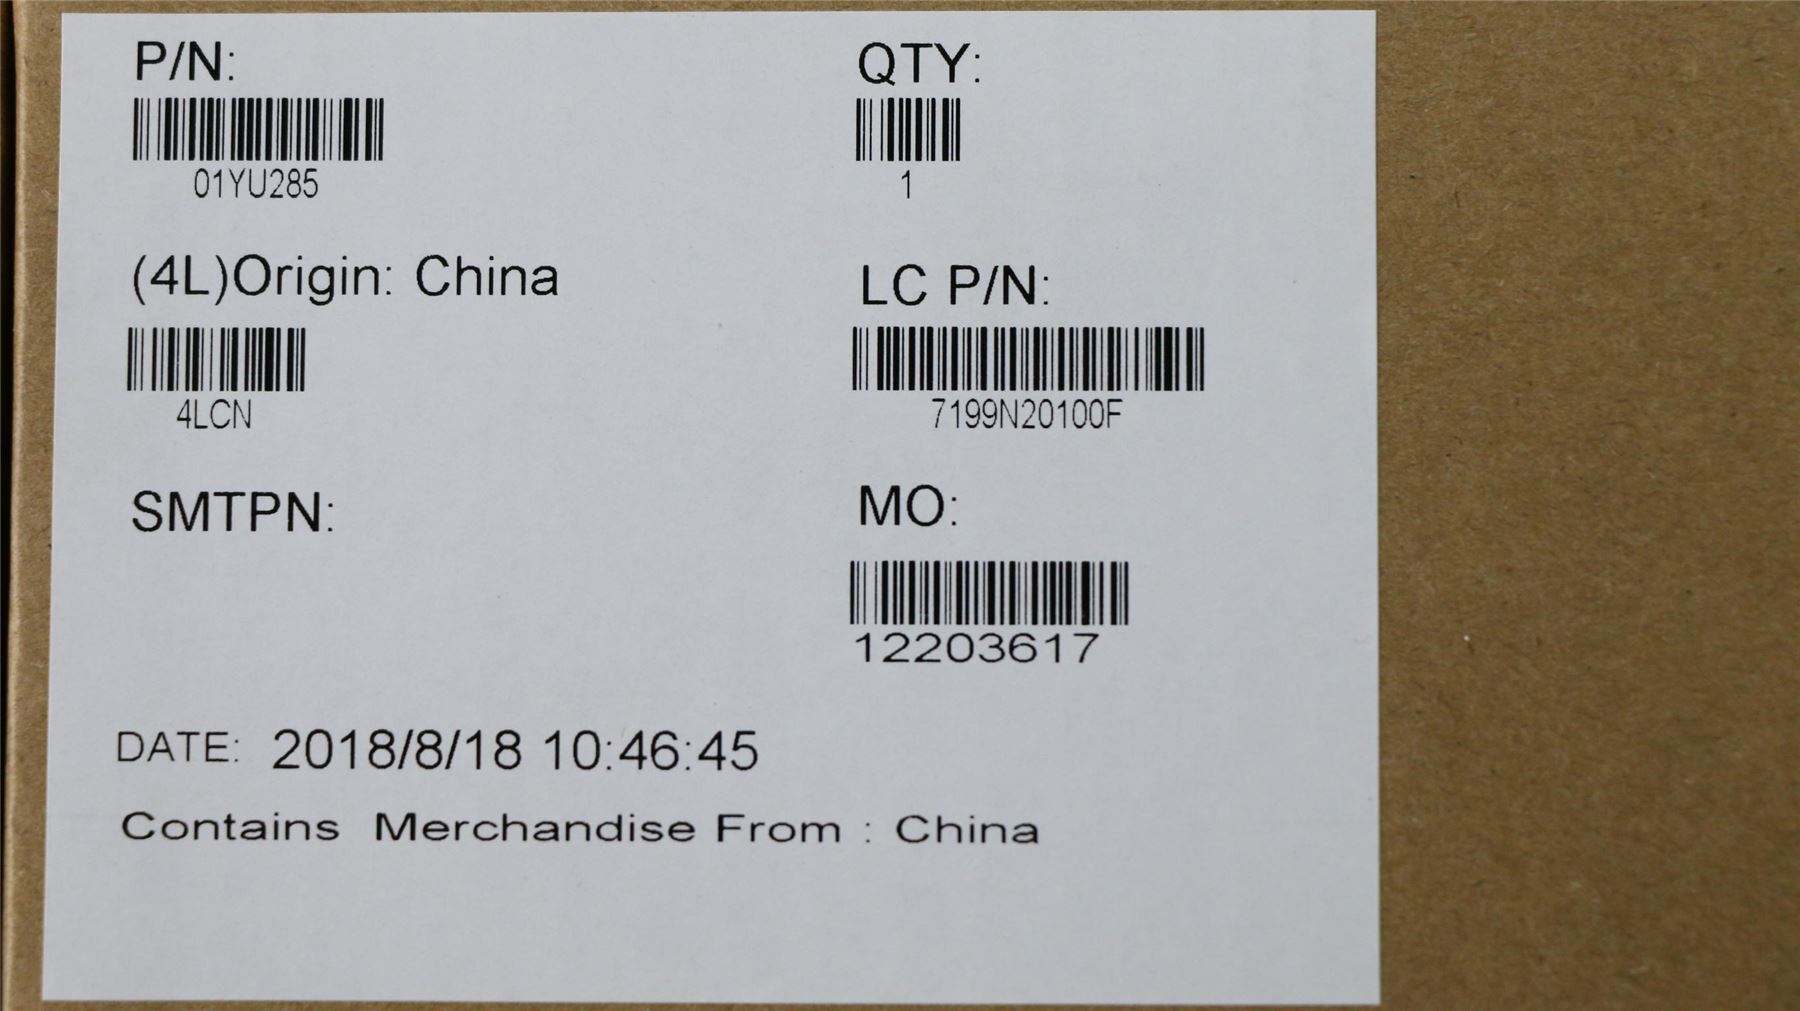 P/N:
01YU285
QTY:
1
(4L)Origin: China
4LCN
LC P/N:
7199N20100F
SMTPN:
MO:
12203617
DATE: 2018/8/18 10:46:45
Contains Merchandise From : China